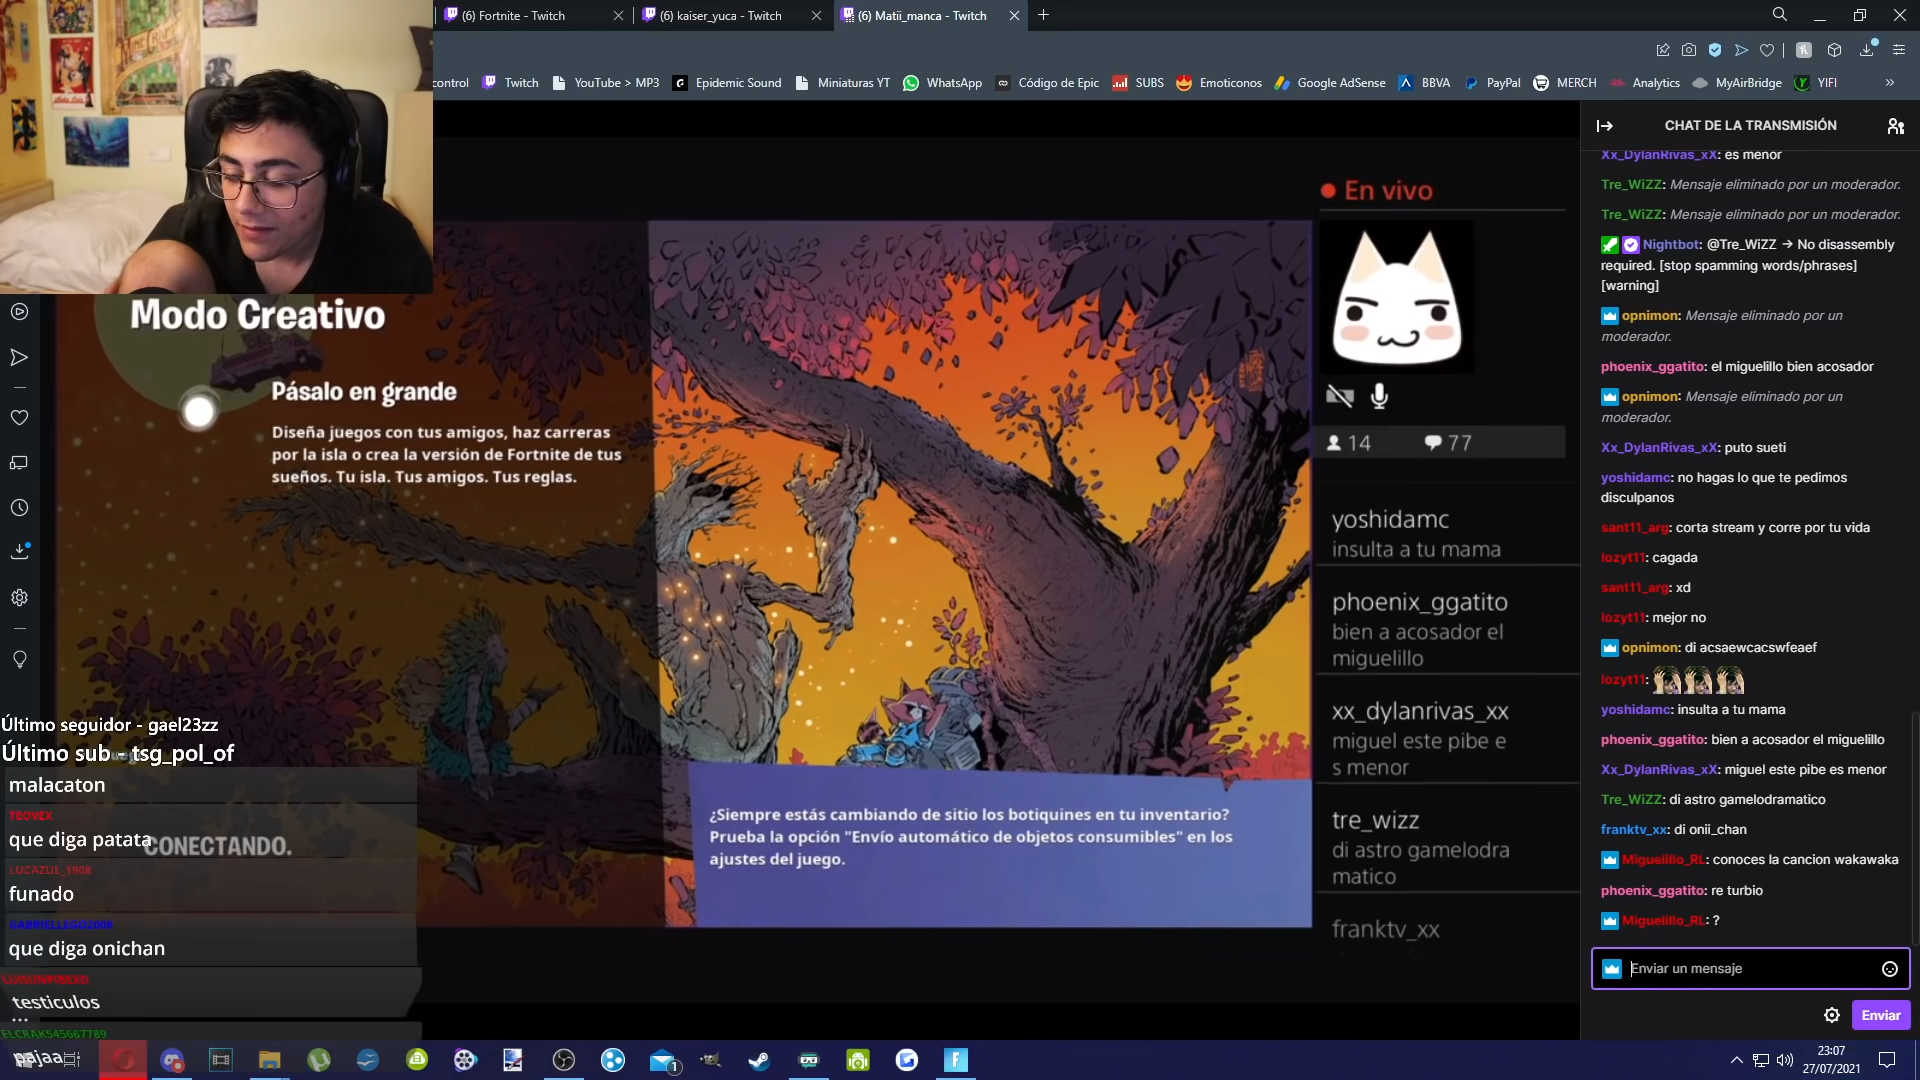 (6) Fortnite - Twitch
(6) kaiser_yuca - Twitch
(6) Matii_manca - Twitch
control
Twitch
YouTube > MP3
Epidemic Sound
Miniaturas YT
WhatsApp
Código de Epic
SUBS
Emoticonos
Google AdSense
BBVA
PayPal
MERCH
Analytics
MyAirBridge
YIFI
Modo Creativo
Pásalo en grande
Diseña juegos con tus amigos, haz carreras
por la isla o crea la versión de Fortnite de tus
sueños. Tu isla. Tus amigos. Tus reglas.
¿Siempre estás cambiando de sitio los botiquines en tu inventario?
Prueba la opción "Envío automático de objetos consumibles" en los
ajustes del juego.
CONECTANDO.
Último seguidor - gael23zz
Último sub - tsg_pol_of
malacaton
TEOVEX
que diga patata
LUCAZUL_1908
funado
que diga onichan
testiculos
ELCRAK545667789
pajaa
En vivo
14
77
yoshidamc
insulta a tu mama
phoenix_ggatito
bien a acosador el
miguelillo
xx_dylanrivas_xx
miguel este pibe e
s menor
tre_wizz
di astro gamelodra
matico
franktv_xx
CHAT DE LA TRANSMISIÓN
Xx_DylanRivas_xX: es menor
Tre_WiZZ: Mensaje eliminado por un moderador.
Tre_WiZZ: Mensaje eliminado por un moderador.
Nightbot: @Tre_WiZZ → No disassembly
required. [stop spamming words/phrases]
[warning]
opnimon: Mensaje eliminado por un
moderador.
phoenix_ggatito: el miguelillo bien acosador
opnimon: Mensaje eliminado por un
moderador.
Xx_DylanRivas_xX: puto sueti
yoshidamc: no hagas lo que te pedimos
disculpanos
sant11_arg: corta stream y corre por tu vida
lozyt11: cagada
sant11_arg: xd
lozyt11: mejor no
opnimon: di acsaewcacswfeaef
lozyt11:
yoshidamc: insulta a tu mama
phoenix_ggatito: bien a acosador el miguelillo
Xx_DylanRivas_xX: miguel este pibe es menor
Tre_WiZZ: di astro gamelodramatico
franktv_xx: di onii_chan
Miguelillo_RL: conoces la cancion wakawaka
phoenix_ggatito: re turbio
Miguelillo_RL: ?
Enviar un mensaje
Enviar
23:07
27/07/2021